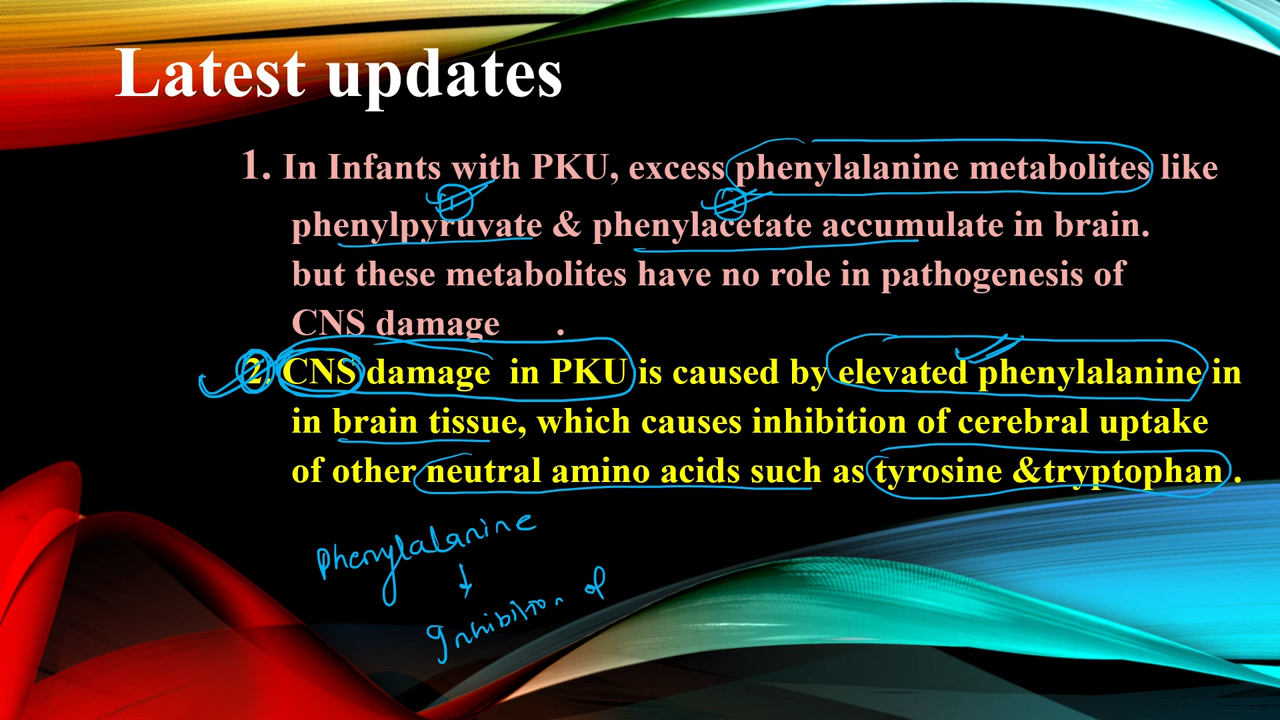 Latest updates
1. In Infants with PKU, excess phenylalanine metabolites like
1 2
phenylpyruvate & phenylacetate accumulate in brain.
but these metabolites have no role in pathogenesis of
CNS damage .
2. CNS damage in PKU is caused by elevated phenylalanine in
in brain tissue, which causes inhibition of cerebral uptake
of other neutral amino acids such as tyrosine &tryptophan .
Phenylalanine
↓
Inhibition of